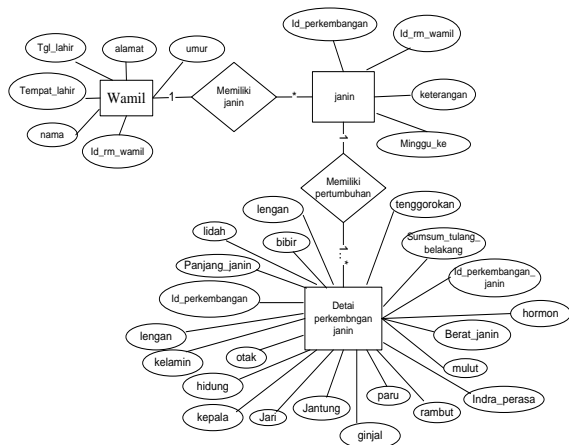 Id_perkembangan
Tgl_lahir
alamat
umur
Id_rm_wamil
Tempat_lahir
Wamil
1
Memiliki
janin
*
janin
keterangan
nama
Id_rm_wamil
Minggu_ke
1
Memiliki
pertumbuhan
1...*
lengan
tenggorokan
lidah
bibir
Sumsum_tulang_
belakang
Panjang_janin
Id_perkembangan_
janin
Id_perkembangan
Detai
perkembngan
janin
hormon
lengan
Berat_janin
kelamin
otak
mulut
hidung
paru
Indra_perasa
kepala
Jari
Jantung
rambut
ginjal